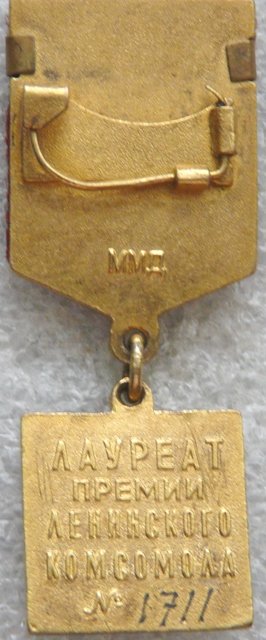 ММД
ЛАУРЕАТ
ПРЕМИИ
ЛЕНИНСКОГО
КОМСОМОЛА
№ 1711